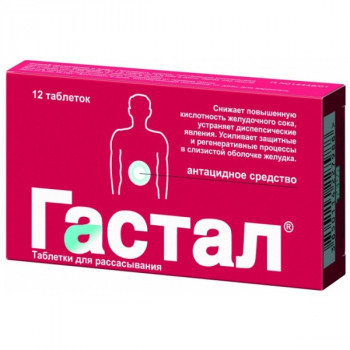 12 таблеток
Снижает повышенную
кислотность желудочного сока,
устраняет диспепсические
явления. Усиливает защитные
и регенеративные процессы
в слизистой оболочке желудка.
антацидное средство
Гастал®
Таблетки для рассасывания